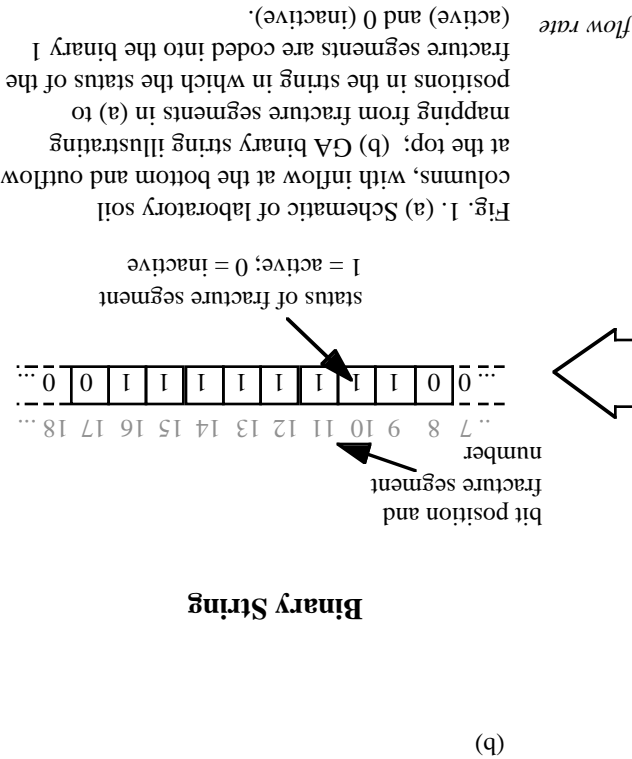 (b)
Binary String
bit position and
fracture segment
number
.. 7 8 9 10 11 12 13 14 15 16 17 18 ...
... 0 0 1 1 1 1 1 1 1 1 0 0 ...
status of fracture segment
1 = active; 0 = inactive
Fig. 1. (a) Schematic of laboratory soil
columns, with inflow at the bottom and outflow
at the top; (b) GA binary string illustrating
mapping from fracture segments in (a) to
positions in the string in which the status of the
fracture segments are coded into the binary 1
(active) and 0 (inactive).
flow rate